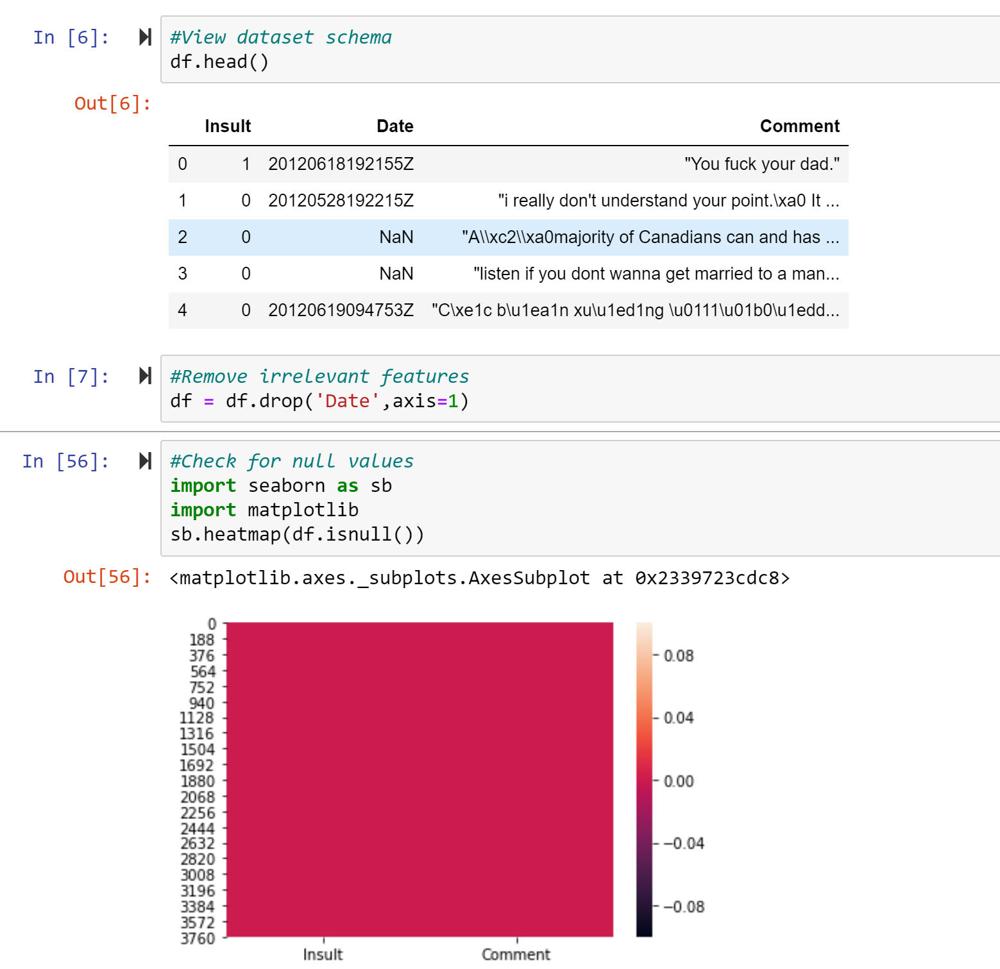 In [6]:
#View dataset schema
df.head()
Out[6]:
Insult Date Comment
0 1 20120618192155Z "You fuck your dad."
1 0 20120528192215Z "i really don't understand your point.\xa0 It ...
2 0 NaN "A\\xc2\\xa0majority of Canadians can and has ...
3 0 NaN "listen if you dont wanna get married to a man...
4 0 20120619094753Z "C\xe1c b\u1ea1n xu\u1ed1ng \u0111\u01b0\u1edd...
In [7]:
#Remove irrelevant features
df = df.drop('Date',axis=1)
In [56]:
#Check for null values
import seaborn as sb
import matplotlib
sb.heatmap(df.isnull())
Out[56]: <matplotlib.axes._subplots.AxesSubplot at 0x2339723cdc8>
0
188
376
564
752
940
1128
1316
1504
1692
1880
2068
2256
2444
2632
2820
3008
3196
3384
3572
3760
Insult Comment
0.08
0.04
0.00
−0.04
−0.08